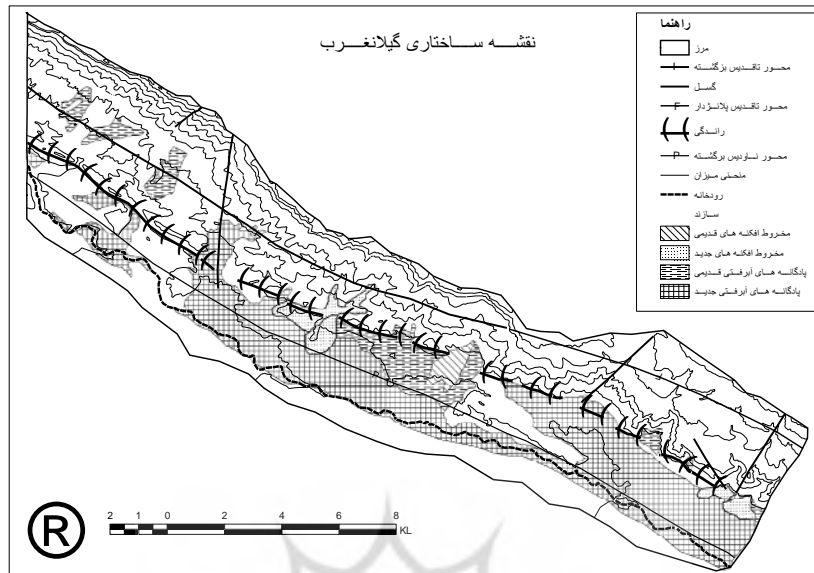 نقشه ساختاری گیلانغرب
راهنما
مرز
محور تاقدیس برگشته
گسل
محور تاقدیس پلانژدار
راندگی
محور ناودیس برگشته
منحنی میزان
رودخانه
سازند
مخروط افکنه های قدیمی
مخروط افکنه های جدید
پادگانه های آبرفتی قدیمی
پادگانه های آبرفتی جدید
R
2 1 0 2 4 6 8
KL